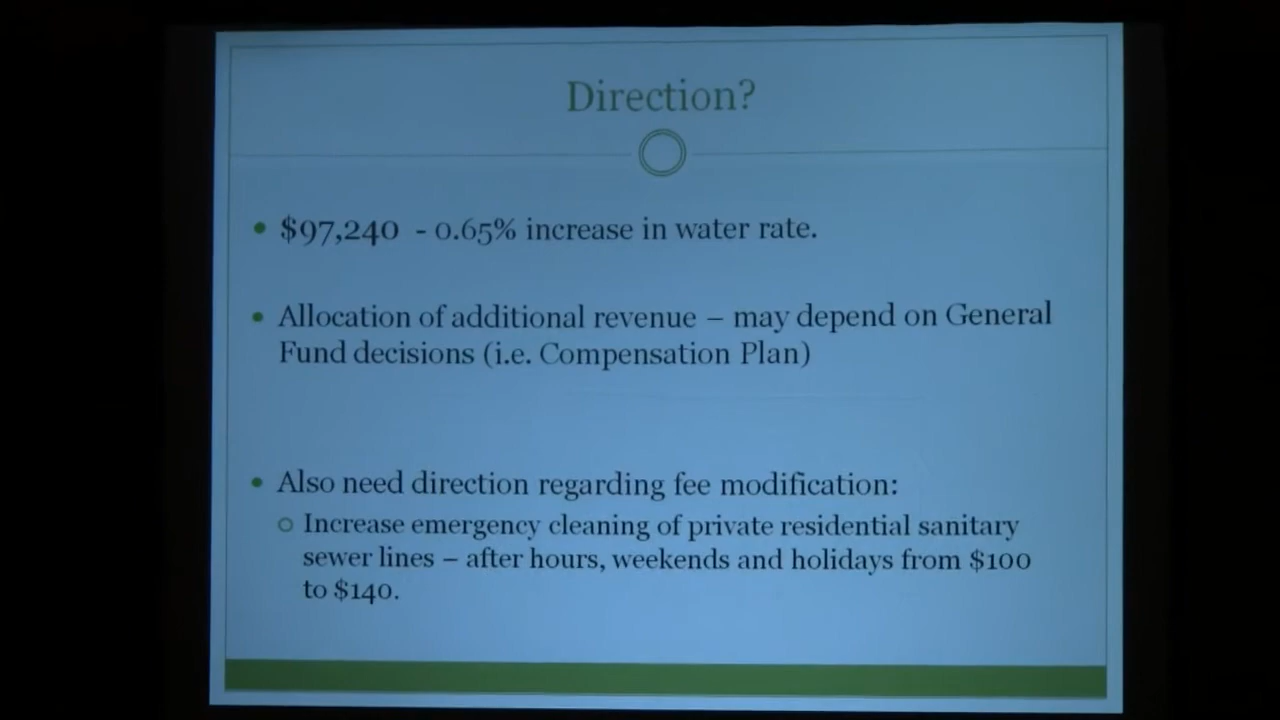 Direction?
$97,240 - 0.65% increase in water rate.
Allocation of additional revenue – may depend on General
Fund decisions (i.e. Compensation Plan)
Also need direction regarding fee modification:
Increase emergency cleaning of private residential sanitary
sewer lines – after hours, weekends and holidays from $100
to $140.